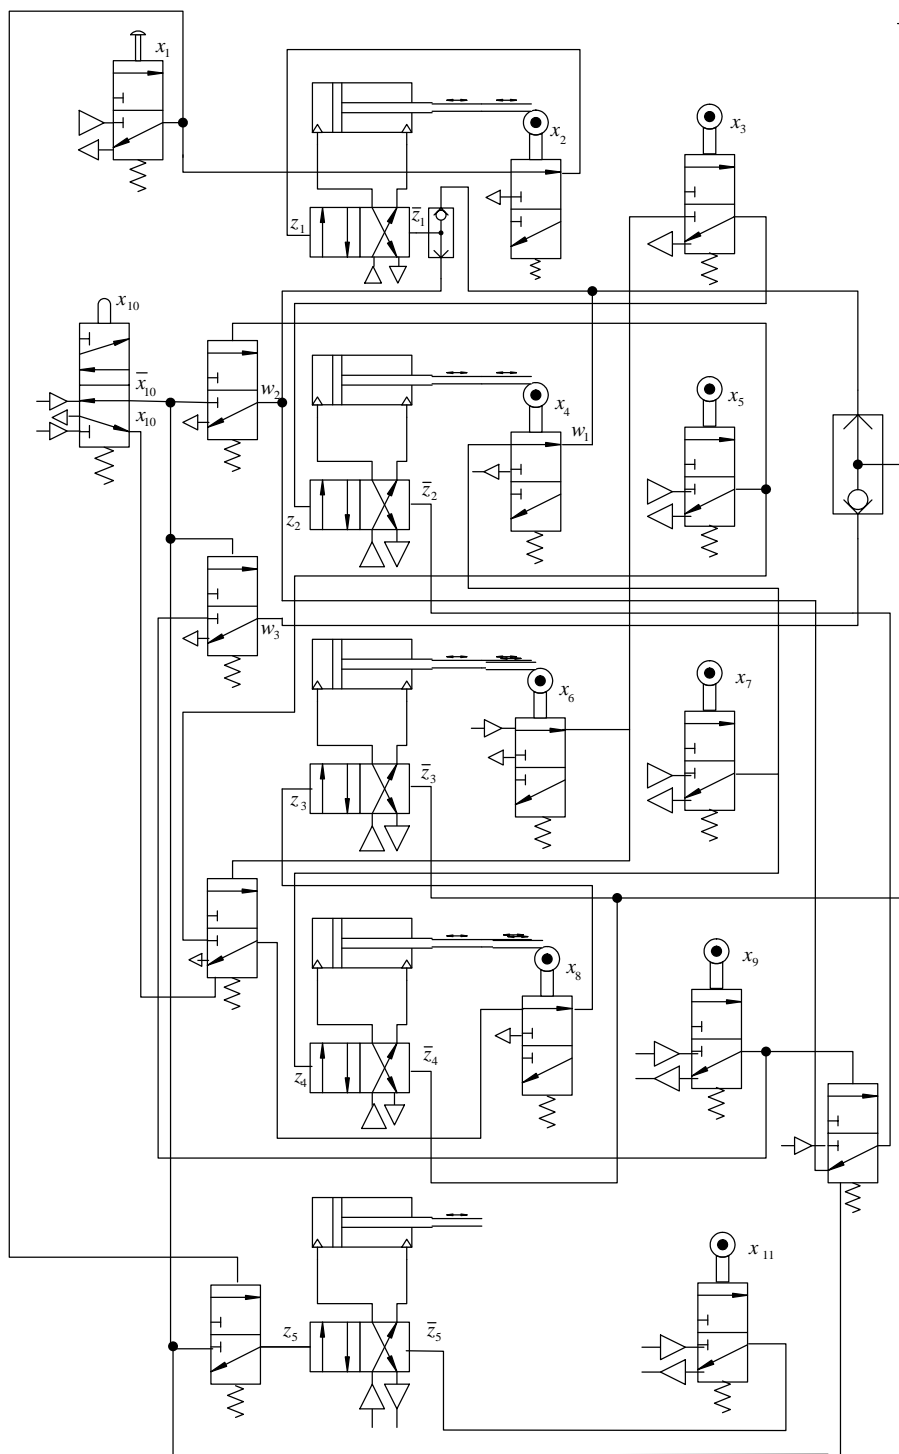 x₁
x₂
x₃
z₁
z̅₁
x₁₀
x̅₁₀
x₁₀
w₂
x₄
w₁
x₅
z₂
z̅₂
w₃
x₆
x₇
z₃
z̅₃
x₈
x₉
z₄
z̅₄
x₁₁
z₅
z̅₅